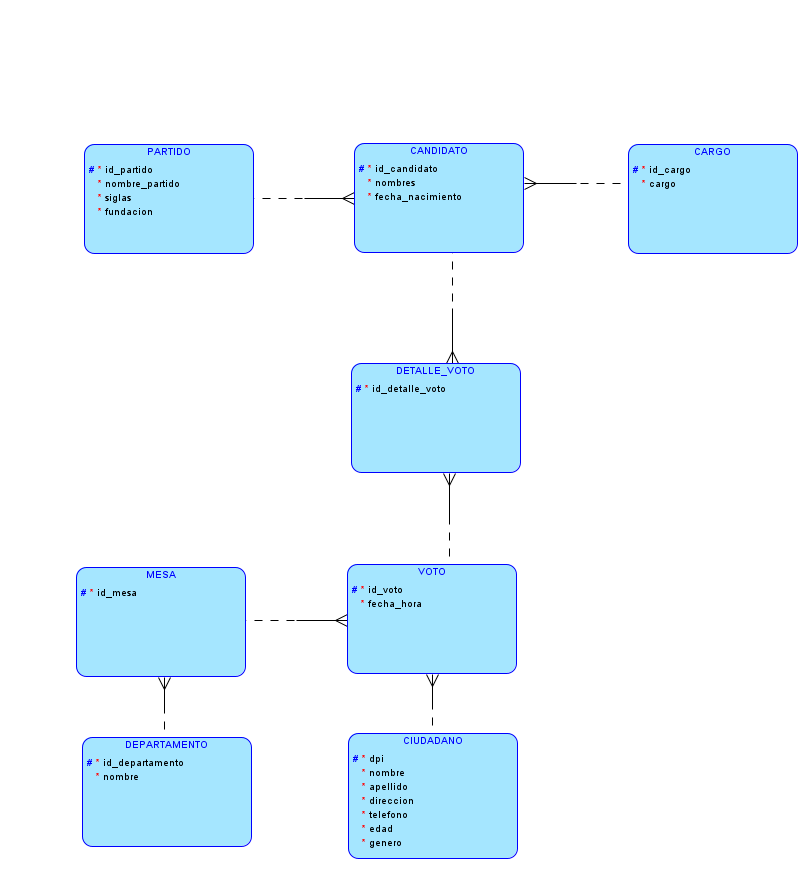 PARTIDO
# * id_partido
* nombre_partido
* siglas
* fundacion
CANDIDATO
# * id_candidato
* nombres
* fecha_nacimiento
CARGO
# * id_cargo
* cargo
DETALLE_VOTO
# * id_detalle_voto
MESA
# * id_mesa
VOTO
# * id_voto
* fecha_hora
DEPARTAMENTO
# * id_departamento
* nombre
CIUDADANO
# * dpi
* nombre
* apellido
* direccion
* telefono
* edad
* genero